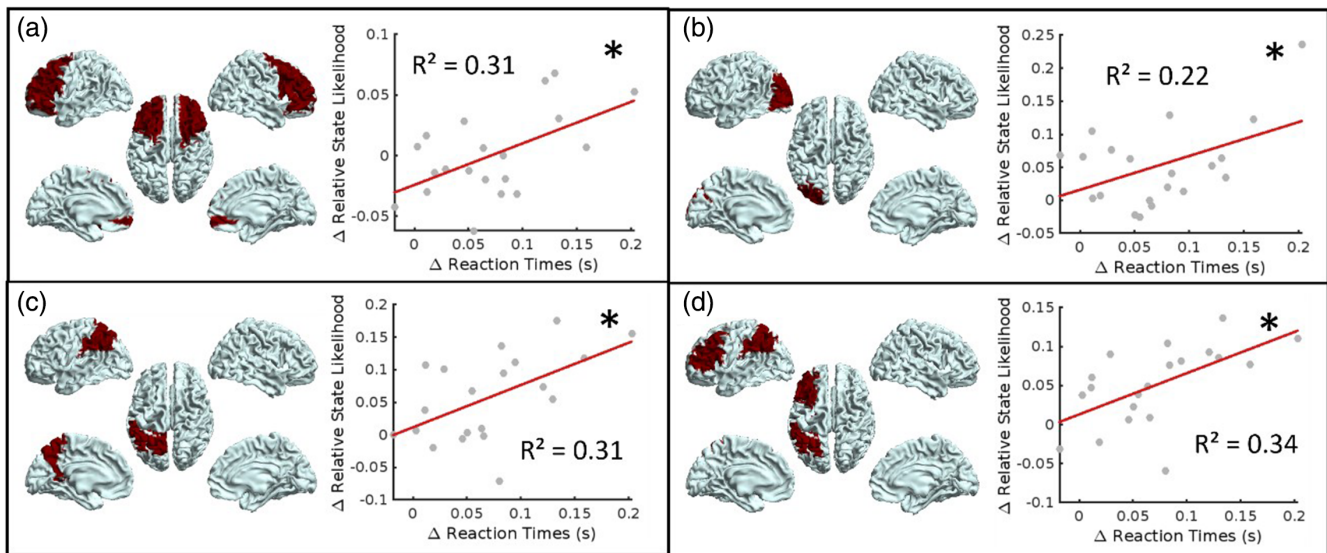 (a)
Δ Relative State Likelihood
0.1
0.05
0
-0.05
R² = 0.31
*
0 0.05 0.1 0.15 0.2
Δ Reaction Times (s)
(b)
Δ Relative State Likelihood
0.25
0.2
0.15
0.1
0.05
0
-0.05
R² = 0.22
*
0 0.05 0.1 0.15 0.2
Δ Reaction Times (s)
(c)
Δ Relative State Likelihood
0.2
0.15
0.1
0.05
0
-0.05
-0.1
*
R² = 0.31
0 0.05 0.1 0.15 0.2
Δ Reaction Times (s)
(d)
Δ Relative State Likelihood
0.15
0.1
0.05
0
-0.05
-0.1
*
R² = 0.34
0 0.05 0.1 0.15 0.2
Δ Reaction Times (s)